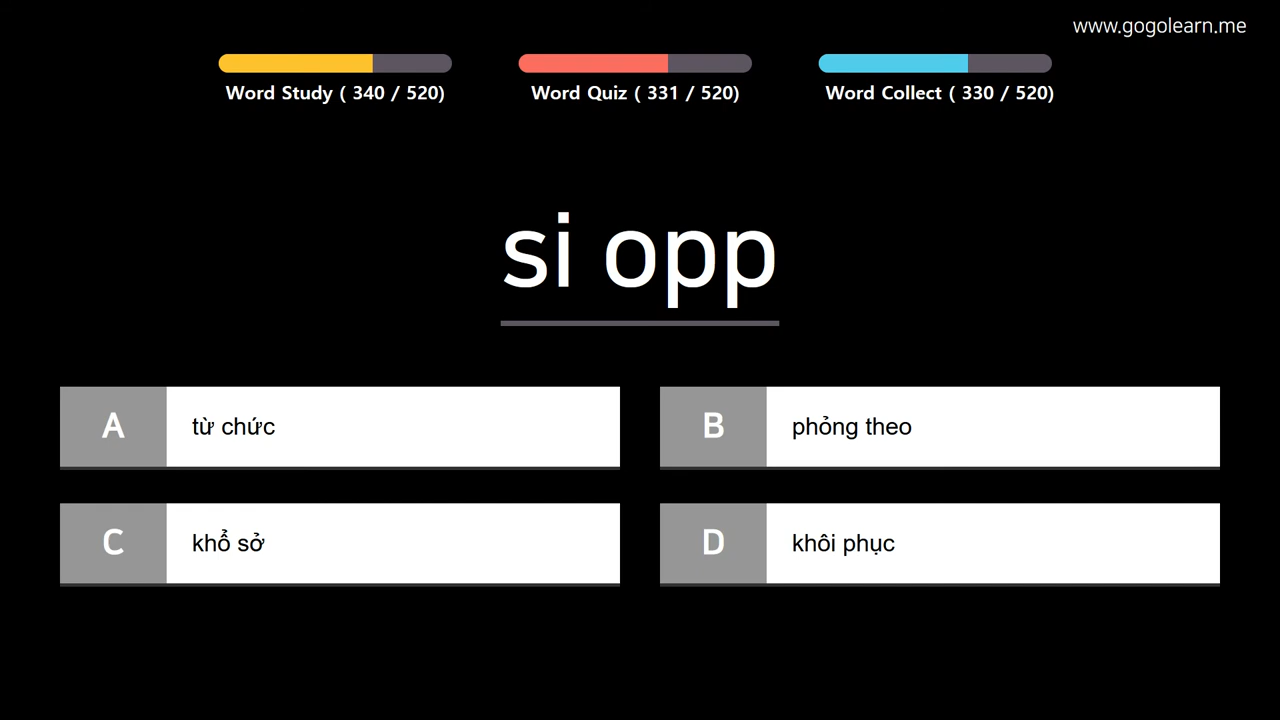 www.gogolearn.me
Word Study ( 340 / 520)
Word Quiz ( 331 / 520)
Word Collect ( 330 / 520)
si opp
A từ chức
B phỏng theo
C khổ sở
D khôi phục